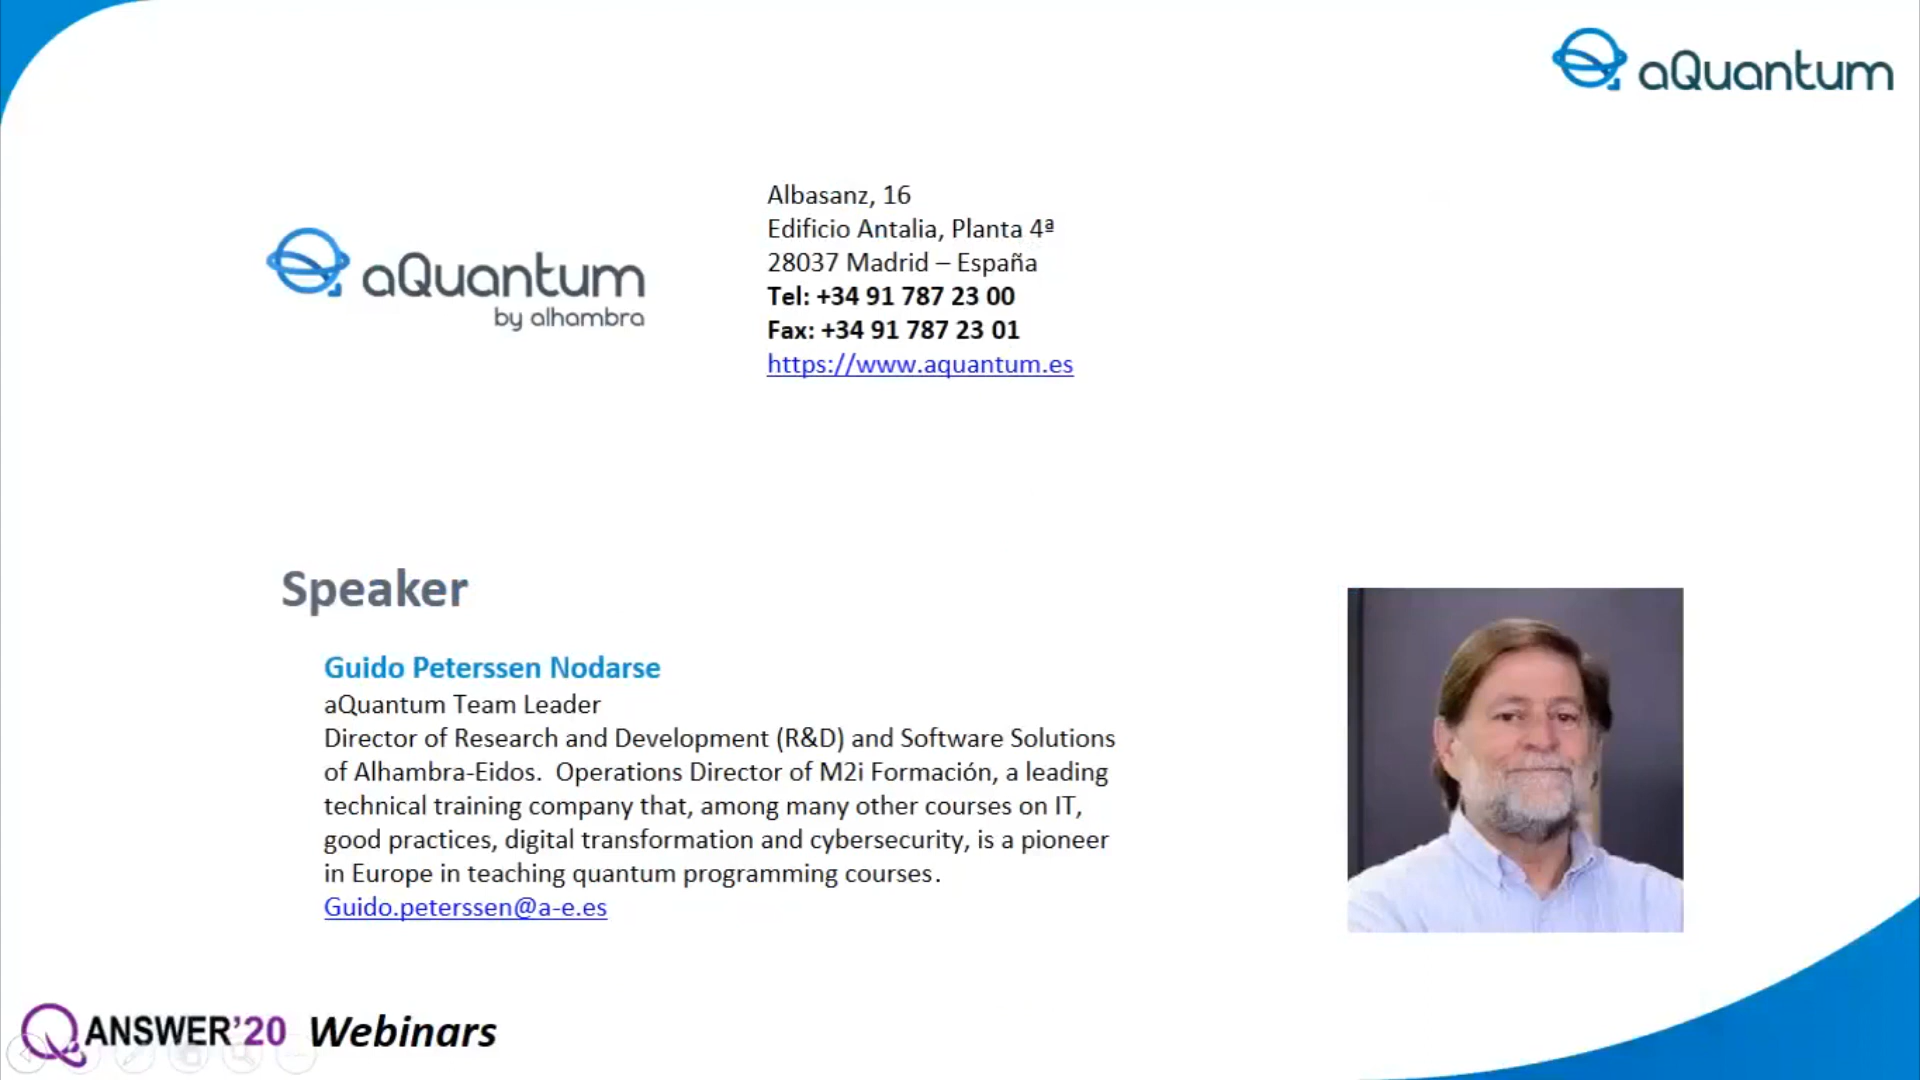 aQuantum
aQuantum
by alhambra
Albasanz, 16
Edificio Antalia, Planta 4ª
28037 Madrid – España
Tel: +34 91 787 23 00
Fax: +34 91 787 23 01
https://www.aquantum.es
Speaker
Guido Peterssen Nodarse
aQuantum Team Leader
Director of Research and Development (R&D) and Software Solutions
of Alhambra-Eidos.  Operations Director of M2i Formación, a leading
technical training company that, among many other courses on IT,
good practices, digital transformation and cybersecurity, is a pioneer
in Europe in teaching quantum programming courses.
Guido.peterssen@a-e.es
QANSWER'20 Webinars